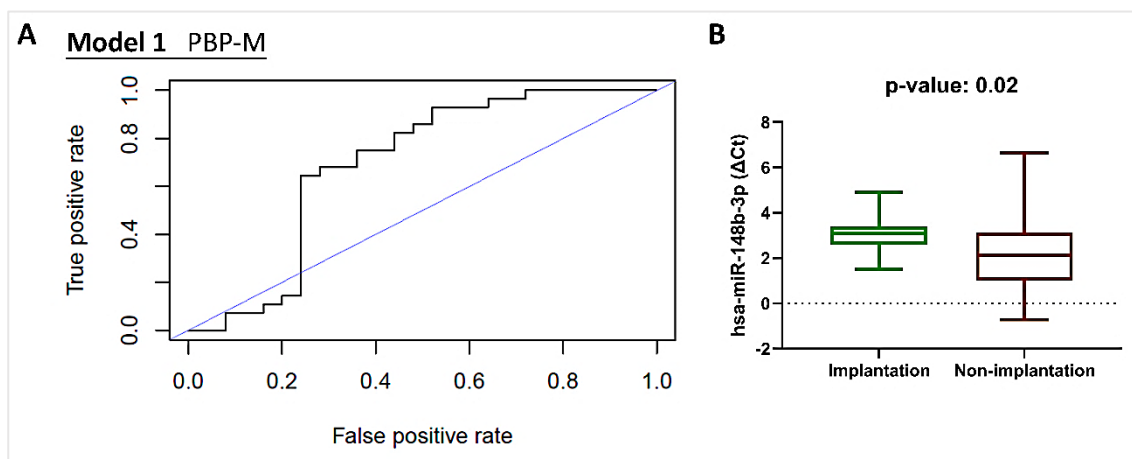 A
Model 1 PBP-M
True positive rate
1.0
0.8
0.4
0.0
0.0 0.2 0.4 0.6 0.8 1.0
False positive rate
B
p-value: 0.02
hsa-miR-148b-3p (ΔCt)
8
6
4
2
0
-2
Implantation Non-implantation